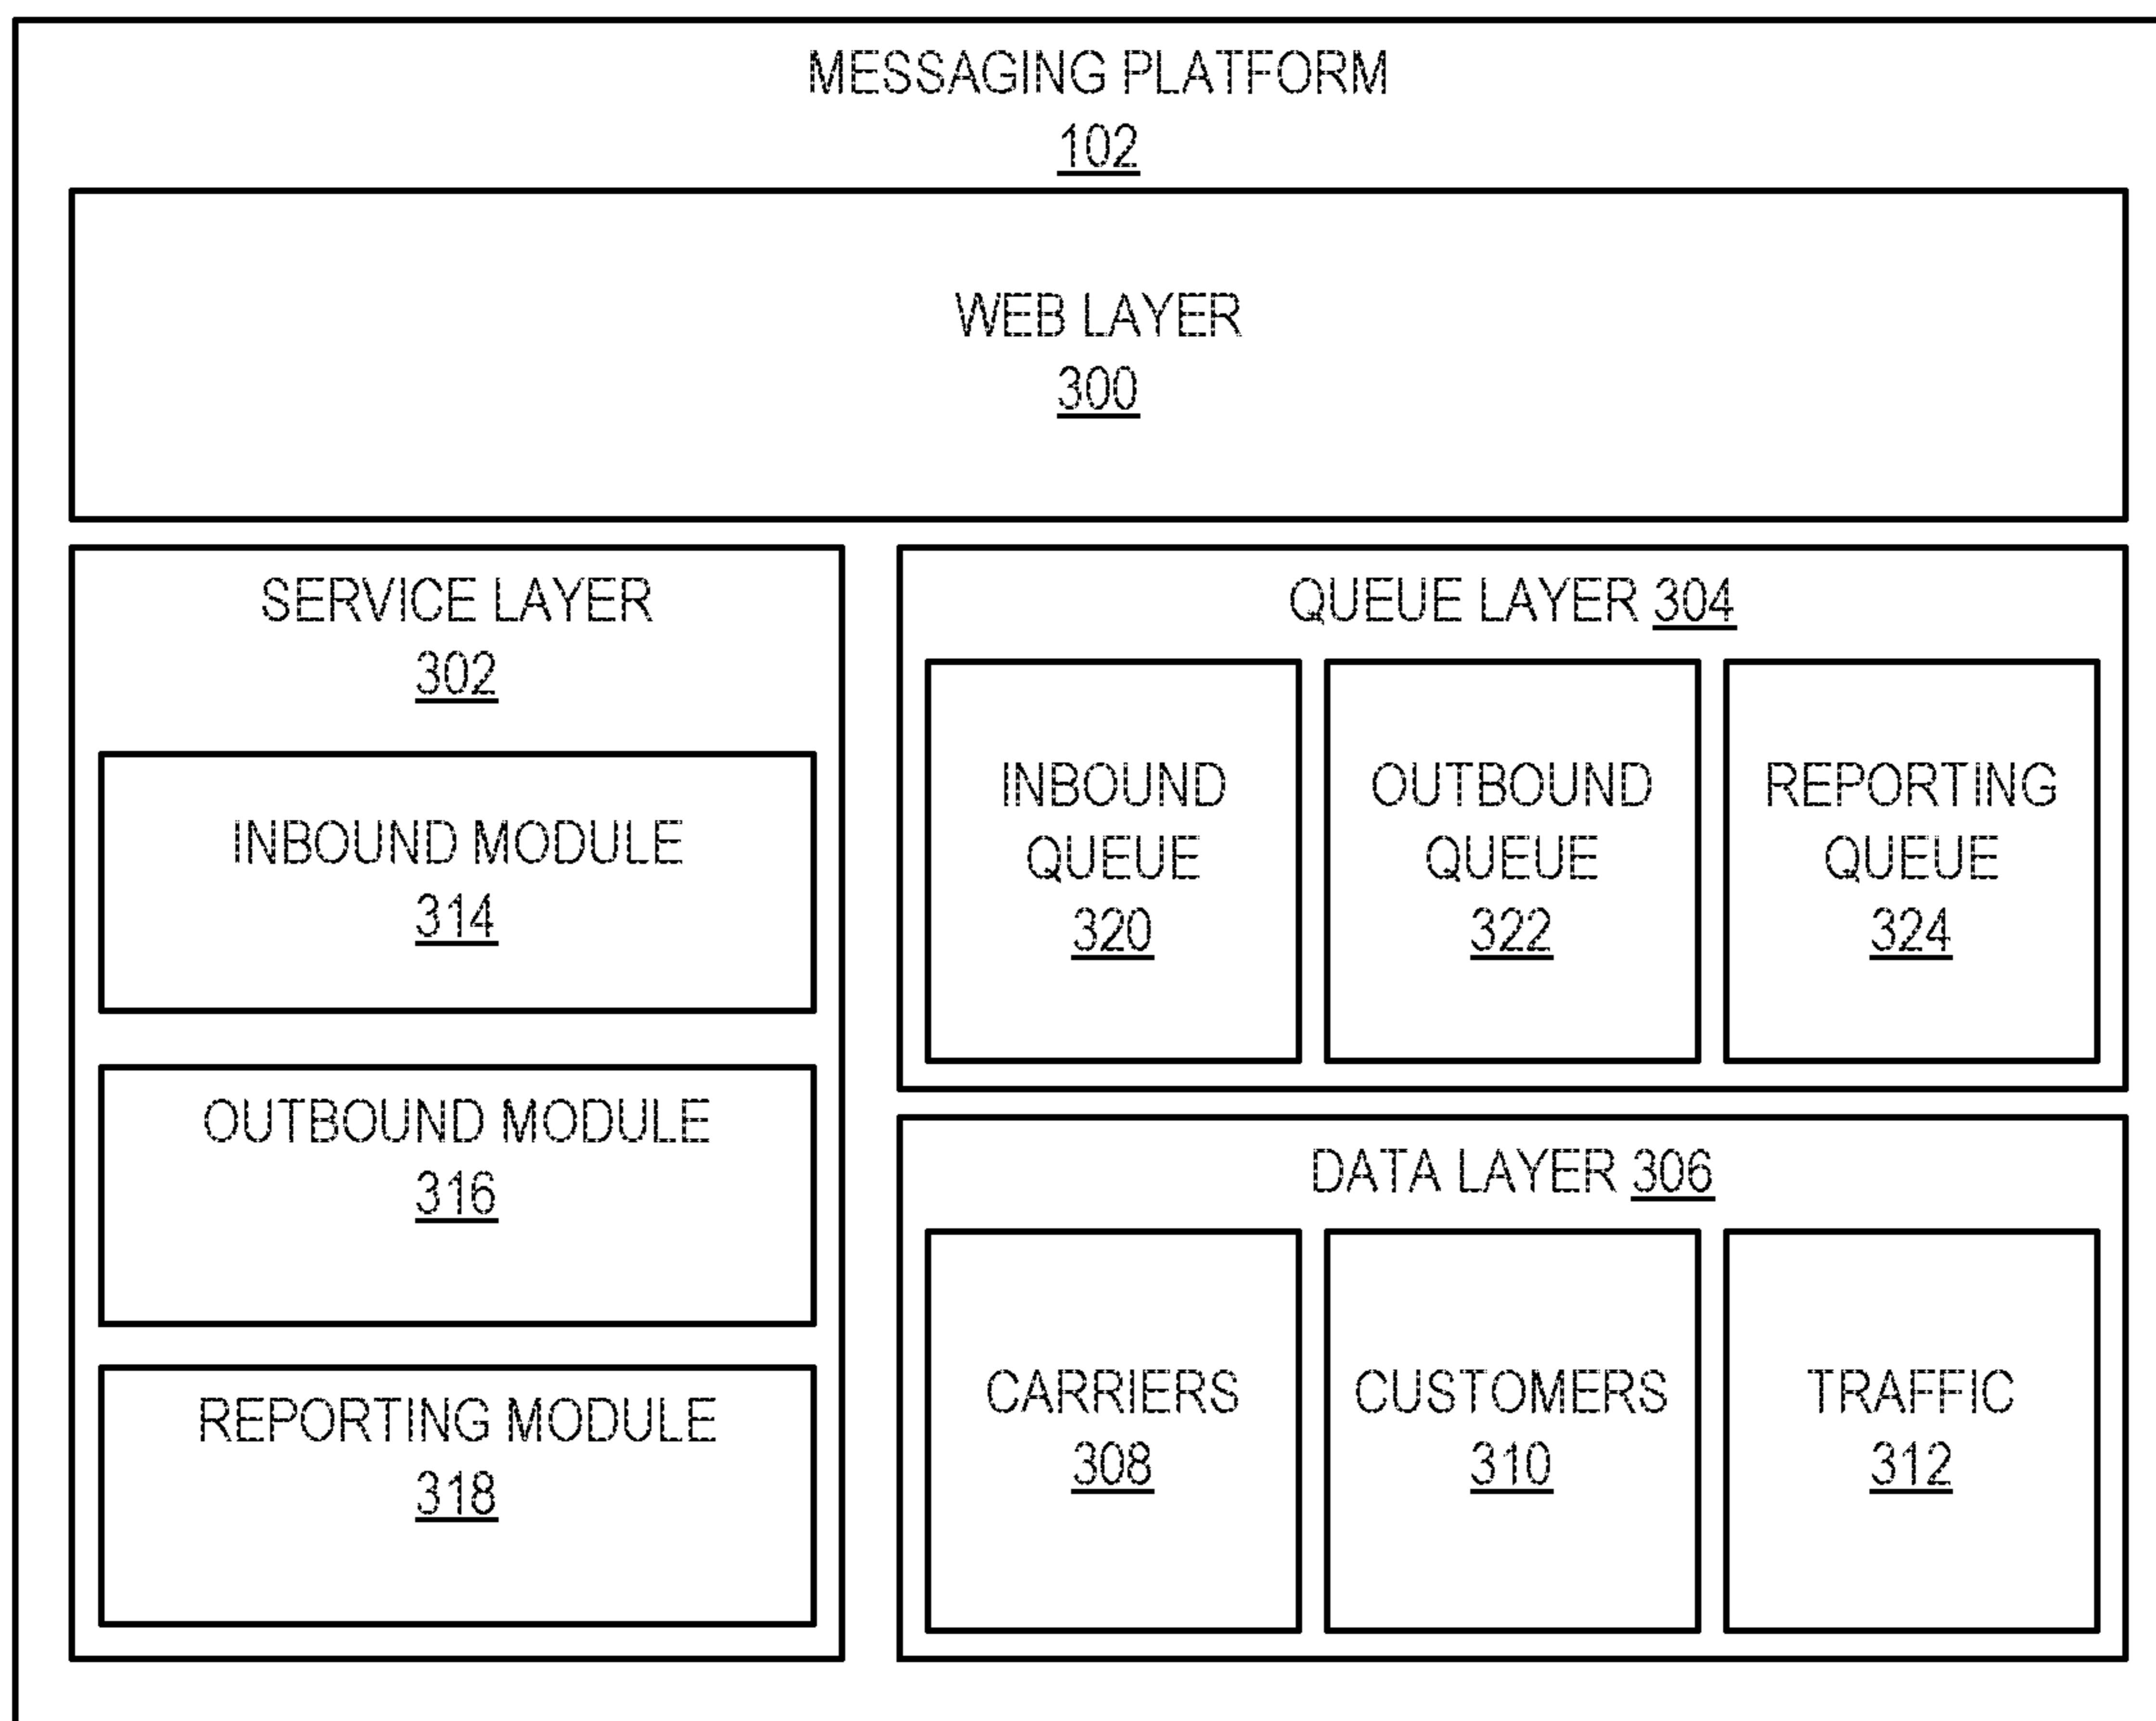 MESSAGING PLATFORM
102
WEB LAYER
300
SERVICE LAYER
302
INBOUND MODULE
314
OUTBOUND MODULE
316
REPORTING MODULE
318
QUEUE LAYER 304
INBOUND
QUEUE
320
OUTBOUND
QUEUE
322
REPORTING
QUEUE
324
DATA LAYER 306
CARRIERS
308
CUSTOMERS
310
TRAFFIC
312